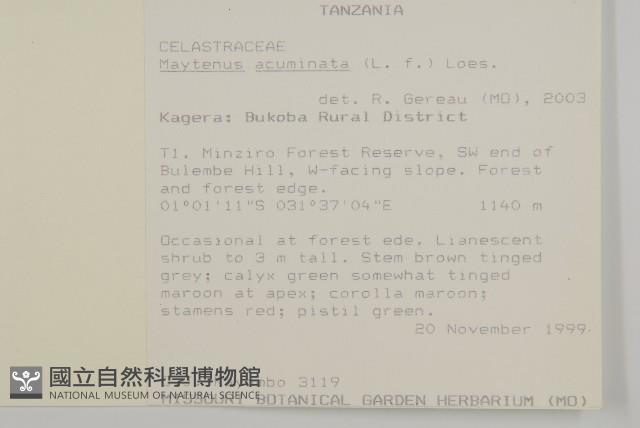 TANZANIA
CELASTRACEAE
Maytenus acuminata (L. f.) Loes.
det. R. Gereau (MO), 2003
Kagera: Bukoba Rural District
T1. Minziro Forest Reserve, SW end of
Bulembe Hill, W-facing slope. Forest
and forest edge.
01°01'11"S 031°37'04"E 1140 m
Occasional at forest ede. Lianescent
shrub to 3 m tall. Stem brown tinged
grey; calyx green somewhat tinged
maroon at apex; corolla maroon;
stamens red; pistil green.
20 November 1999.
3119
MISSOURI BOTANICAL GARDEN HERBARIUM (MO)
國立自然科學博物館
NATIONAL MUSEUM OF NATURAL SCIENCE